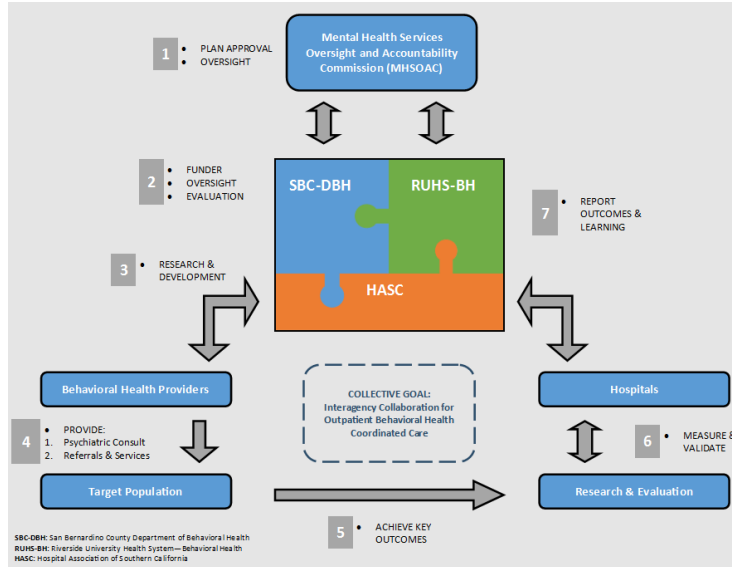 Mental Health Services
Oversight and Accountability
Commission (MHSOAC)
1
• PLAN APPROVAL
• OVERSIGHT
2
• FUNDER
• OVERSIGHT
• EVALUATION
SBC-DBH
RUHS-BH
HASC
7
• REPORT
OUTCOMES &
LEARNING
3
• RESEARCH &
DEVELOPMENT
Behavioral Health Providers
COLLECTIVE GOAL:
Interagency Collaboration for
Outpatient Behavioral Health
Coordinated Care
Hospitals
4
• PROVIDE:
1. Psychiatric Consult
2. Referrals & Services
6
• MEASURE &
VALIDATE
Target Population
Research & Evaluation
5
• ACHIEVE KEY
OUTCOMES
SBC-DBH: San Bernardino County Department of Behavioral Health
RUHS-BH: Riverside University Health System—Behavioral Health
HASC: Hospital Association of Southern California